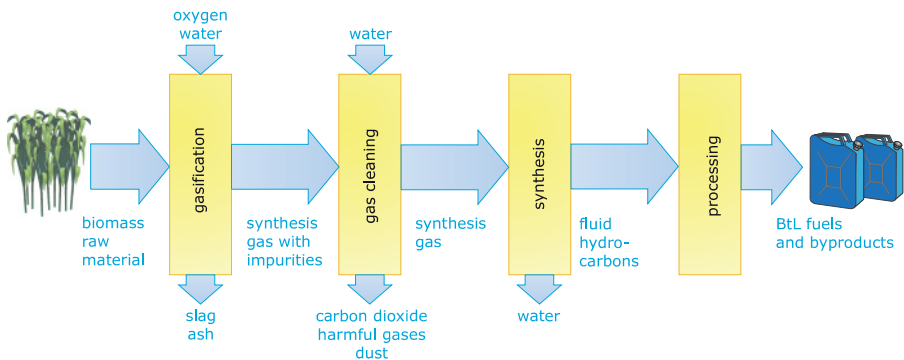 oxygen
water
water
gasification
gas cleaning
synthesis
processing
biomass
raw
material
synthesis
gas with
impurities
synthesis
gas
fluid
hydro-
carbons
BtL fuels
and byproducts
slag
ash
carbon dioxide
harmful gases
dust
water